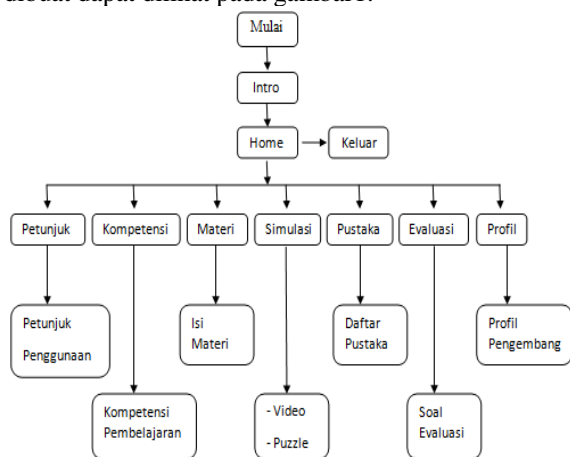 dibuat dapat dilihat pada gambar1.
Mulai
Intro
Home
Keluar
Petunjuk
Kompetensi
Materi
Simulasi
Pustaka
Evaluasi
Profil
Petunjuk
Penggunaan
Isi
Materi
Daftar
Pustaka
Profil
Pengembang
Kompetensi
Pembelajaran
- Video
- Puzzle
Soal
Evaluasi